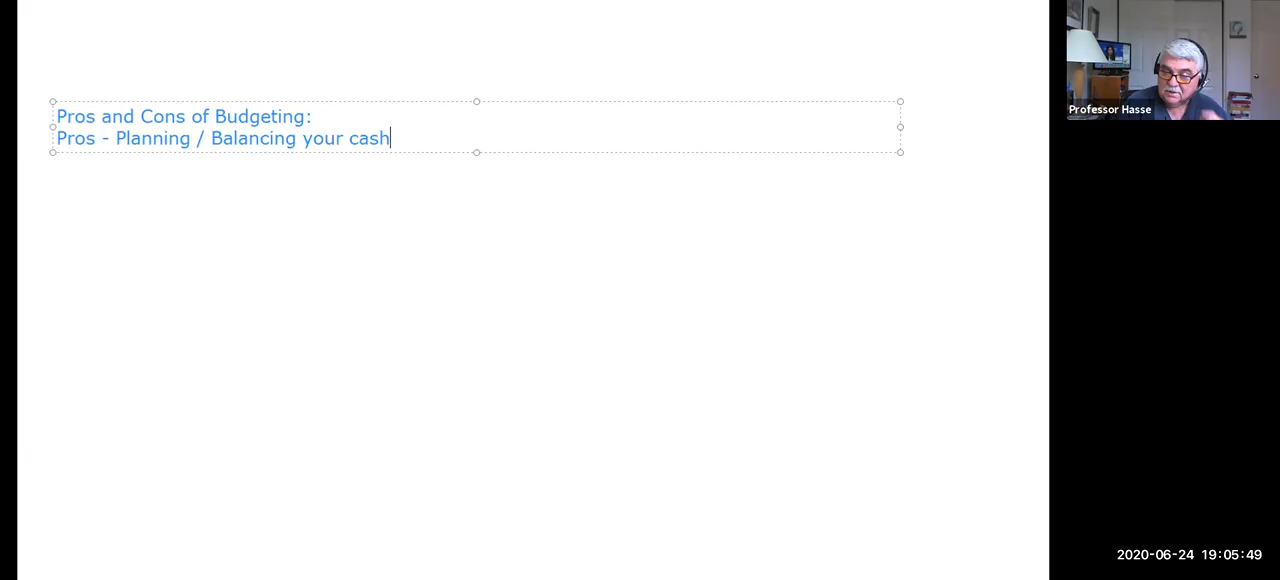 Pros and Cons of Budgeting:
Pros - Planning / Balancing your cash
Professor Hasse
2020-06-24 19:05:49